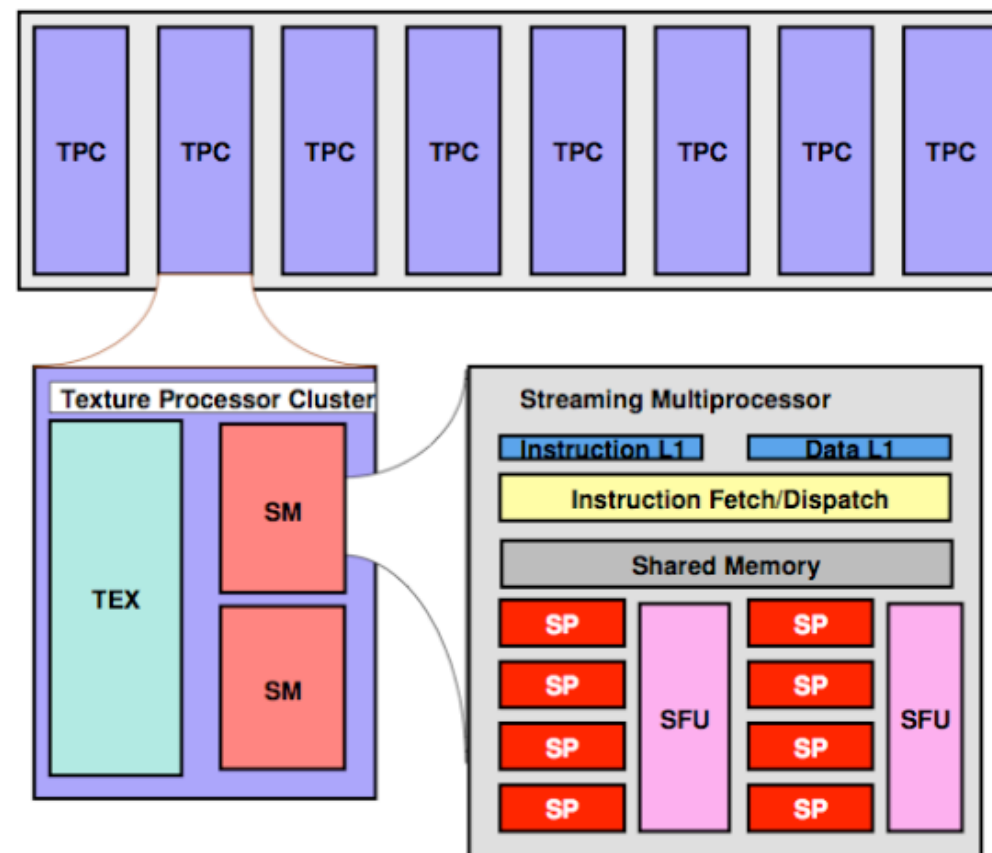 TPC TPC TPC TPC TPC TPC TPC TPC
Texture Processor Cluster
TEX
SM
SM
Streaming Multiprocessor
Instruction L1 Data L1
Instruction Fetch/Dispatch
Shared Memory
SP SP
SP SP
SFU SFU
SP SP
SP SP